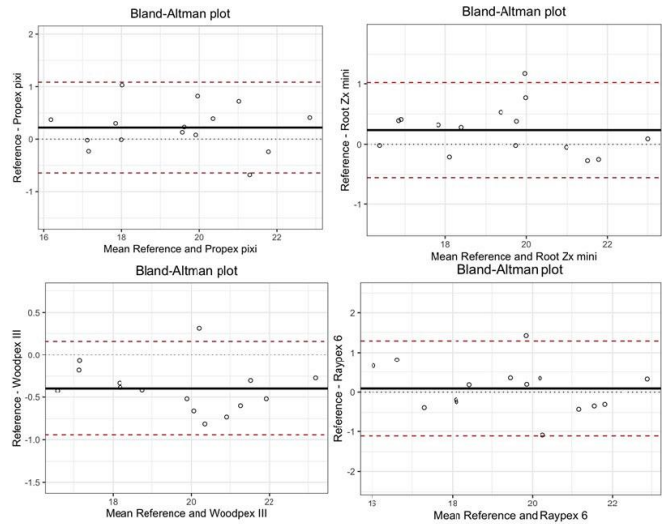 Bland-Altman plot
Reference - Propex pixi
2
1
0
-1
16
18
20
22
Mean Reference and Propex pixi
Bland-Altman plot
Reference - Root Zx mini
1
0
-1
18
20
22
Mean Reference and Root Zx mini
Bland-Altman plot
Reference - Woodpex III
0.5
0.0
-0.5
-1.0
-1.5
18
20
22
Mean Reference and Woodpex III
Bland-Altman plot
Reference - Raypex 6
2
1
0
-1
-2
13
18
20
22
Mean Reference and Raypex 6